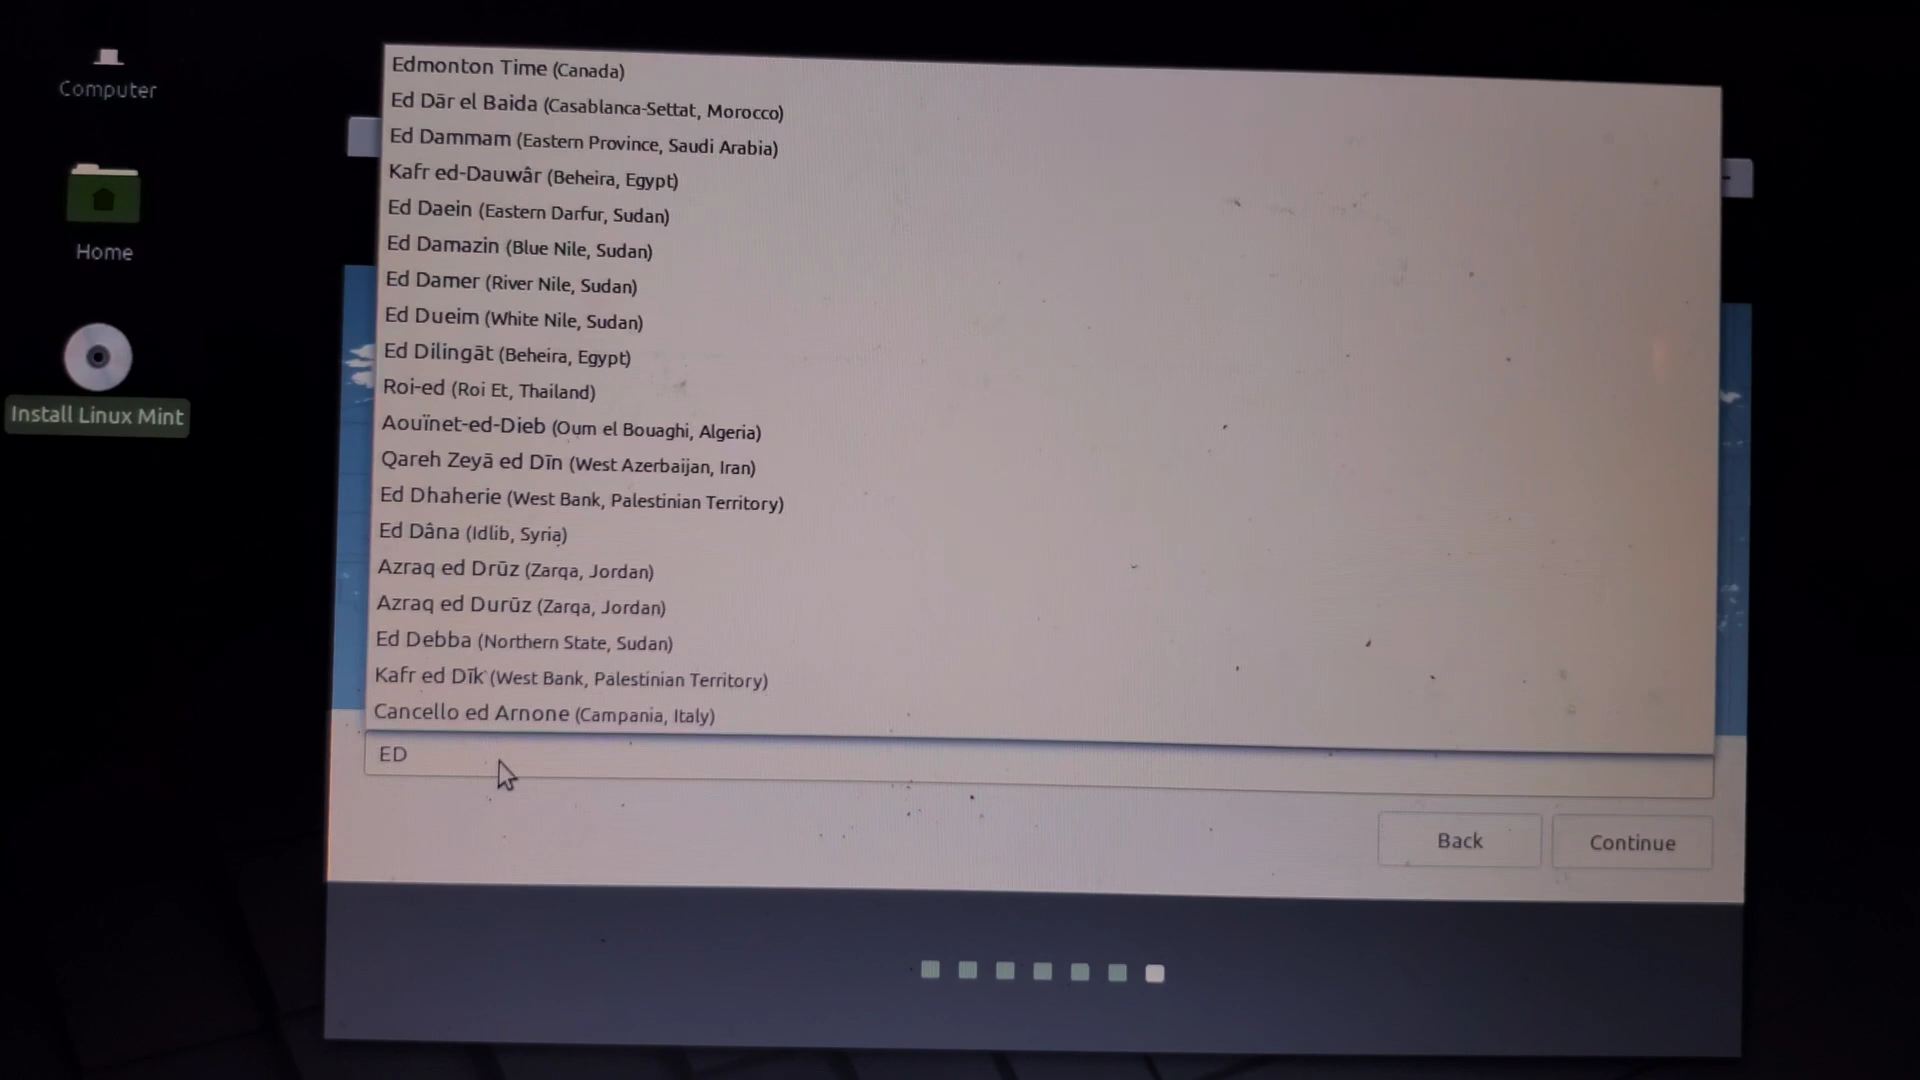 Computer
Home
Install Linux Mint
Edmonton Time (Canada)
Ed Dār el Baida (Casablanca-Settat, Morocco)
Ed Dammam (Eastern Province, Saudi Arabia)
Kafr ed-Dauwâr (Beheira, Egypt)
Ed Daein (Eastern Darfur, Sudan)
Ed Damazin (Blue Nile, Sudan)
Ed Damer (River Nile, Sudan)
Ed Dueim (White Nile, Sudan)
Ed Dilingāt (Beheira, Egypt)
Roi-ed (Roi Et, Thailand)
Aouïnet-ed-Dieb (Oum el Bouaghi, Algeria)
Qareh Zeyā ed Dīn (West Azerbaijan, Iran)
Ed Dhaherie (West Bank, Palestinian Territory)
Ed Dâna (Idlib, Syria)
Azraq ed Drūz (Zarqa, Jordan)
Azraq ed Durūz (Zarqa, Jordan)
Ed Debba (Northern State, Sudan)
Kafr ed Dīk (West Bank, Palestinian Territory)
Cancello ed Arnone (Campania, Italy)
ED
Back
Continue